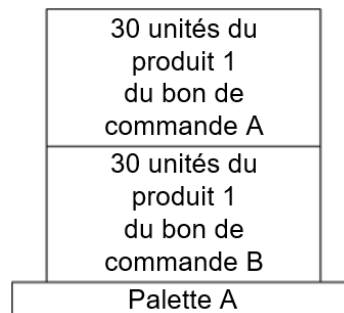 30 unités du
produit 1
du bon de
commande A
30 unités du
produit 1
du bon de
commande B
Palette A